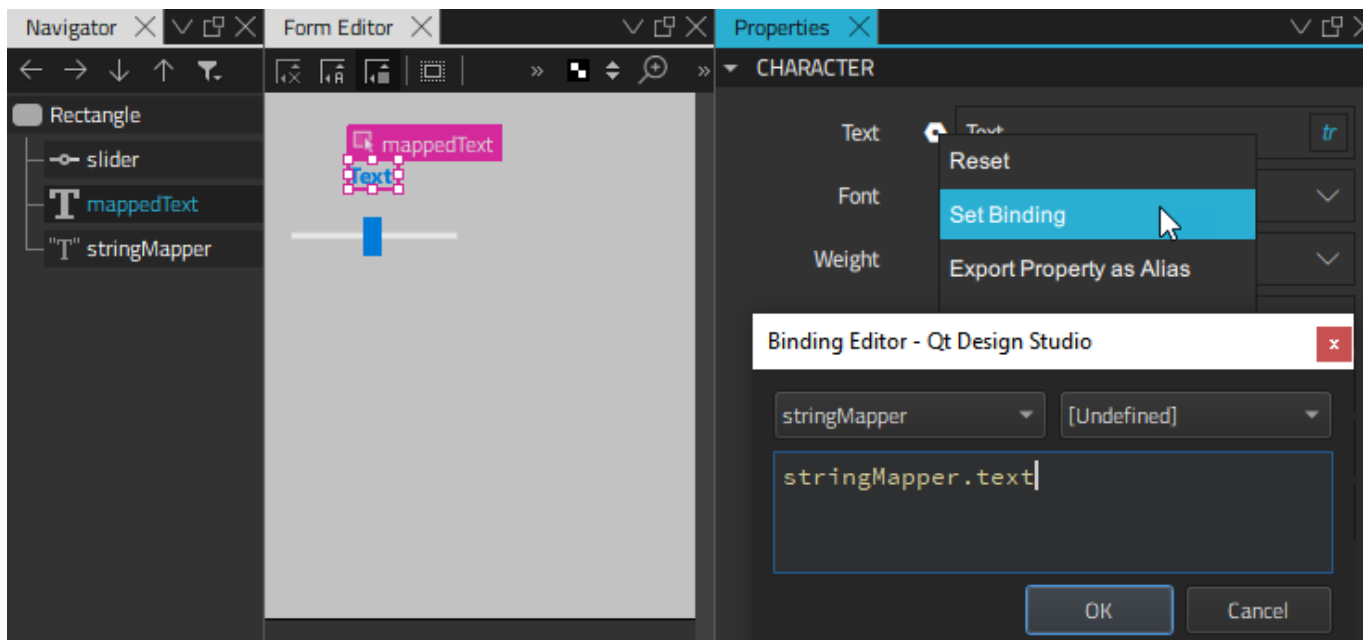 Navigator
Form Editor
Properties
CHARACTER
Rectangle
slider
mappedText
"T" stringMapper
mappedText
Text
Text
Text
tr
Reset
Font
Set Binding
Weight
Export Property as Alias
Binding Editor - Qt Design Studio
x
stringMapper
[Undefined]
stringMapper.text
OK
Cancel